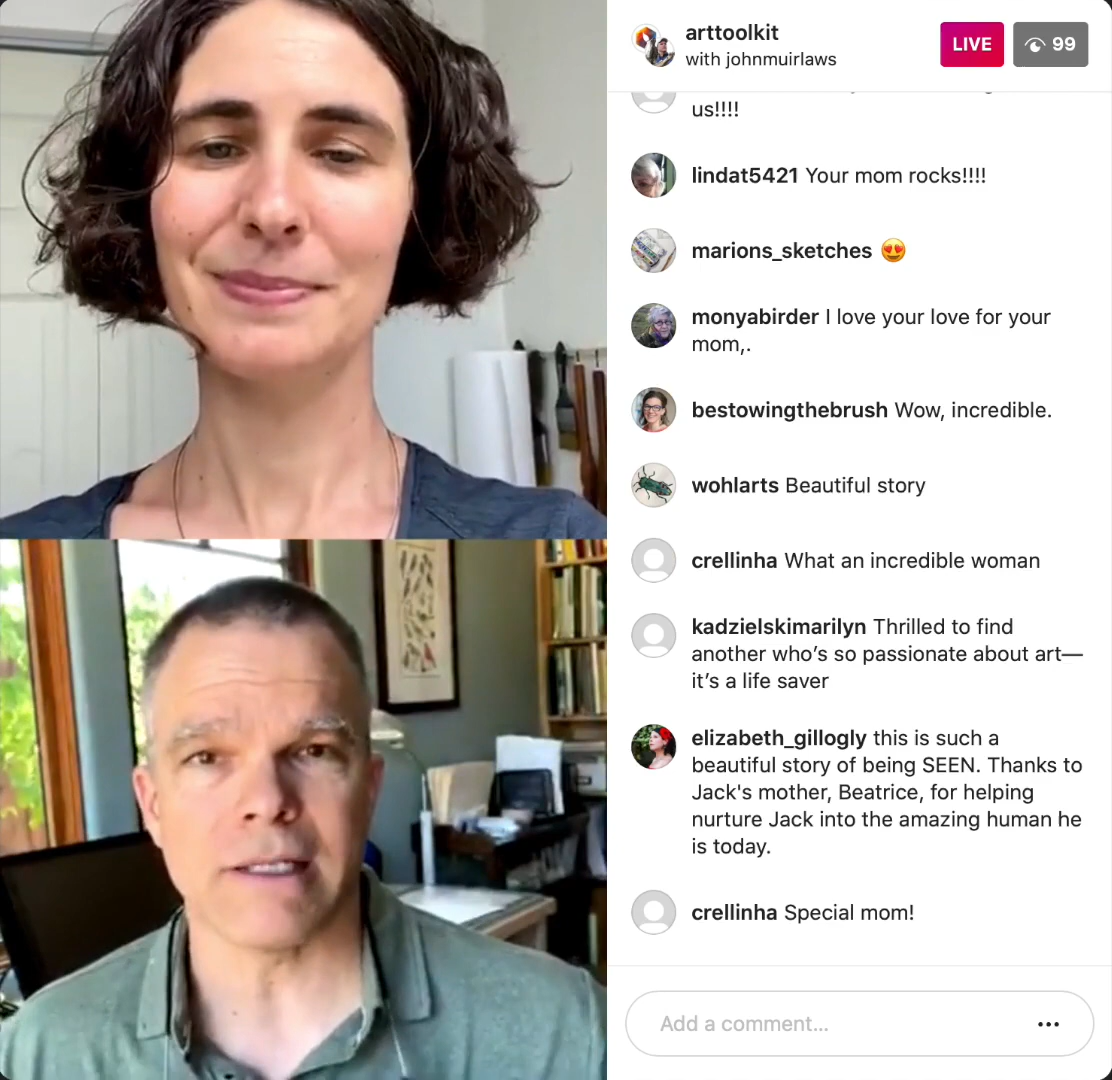 arttoolkit
with johnmuirlaws
LIVE
99
us!!!!
lindat5421 Your mom rocks!!!!
marions_sketches 😍
monyabirder I love your love for your
mom,.
bestowingthebrush Wow, incredible.
wohlarts Beautiful story
crellinha What an incredible woman
kadzielskimarilyn Thrilled to find
another who’s so passionate about art—
it’s a life saver
elizabeth_gillogly this is such a
beautiful story of being SEEN. Thanks to
Jack's mother, Beatrice, for helping
nurture Jack into the amazing human he
is today.
crellinha Special mom!
Add a comment...